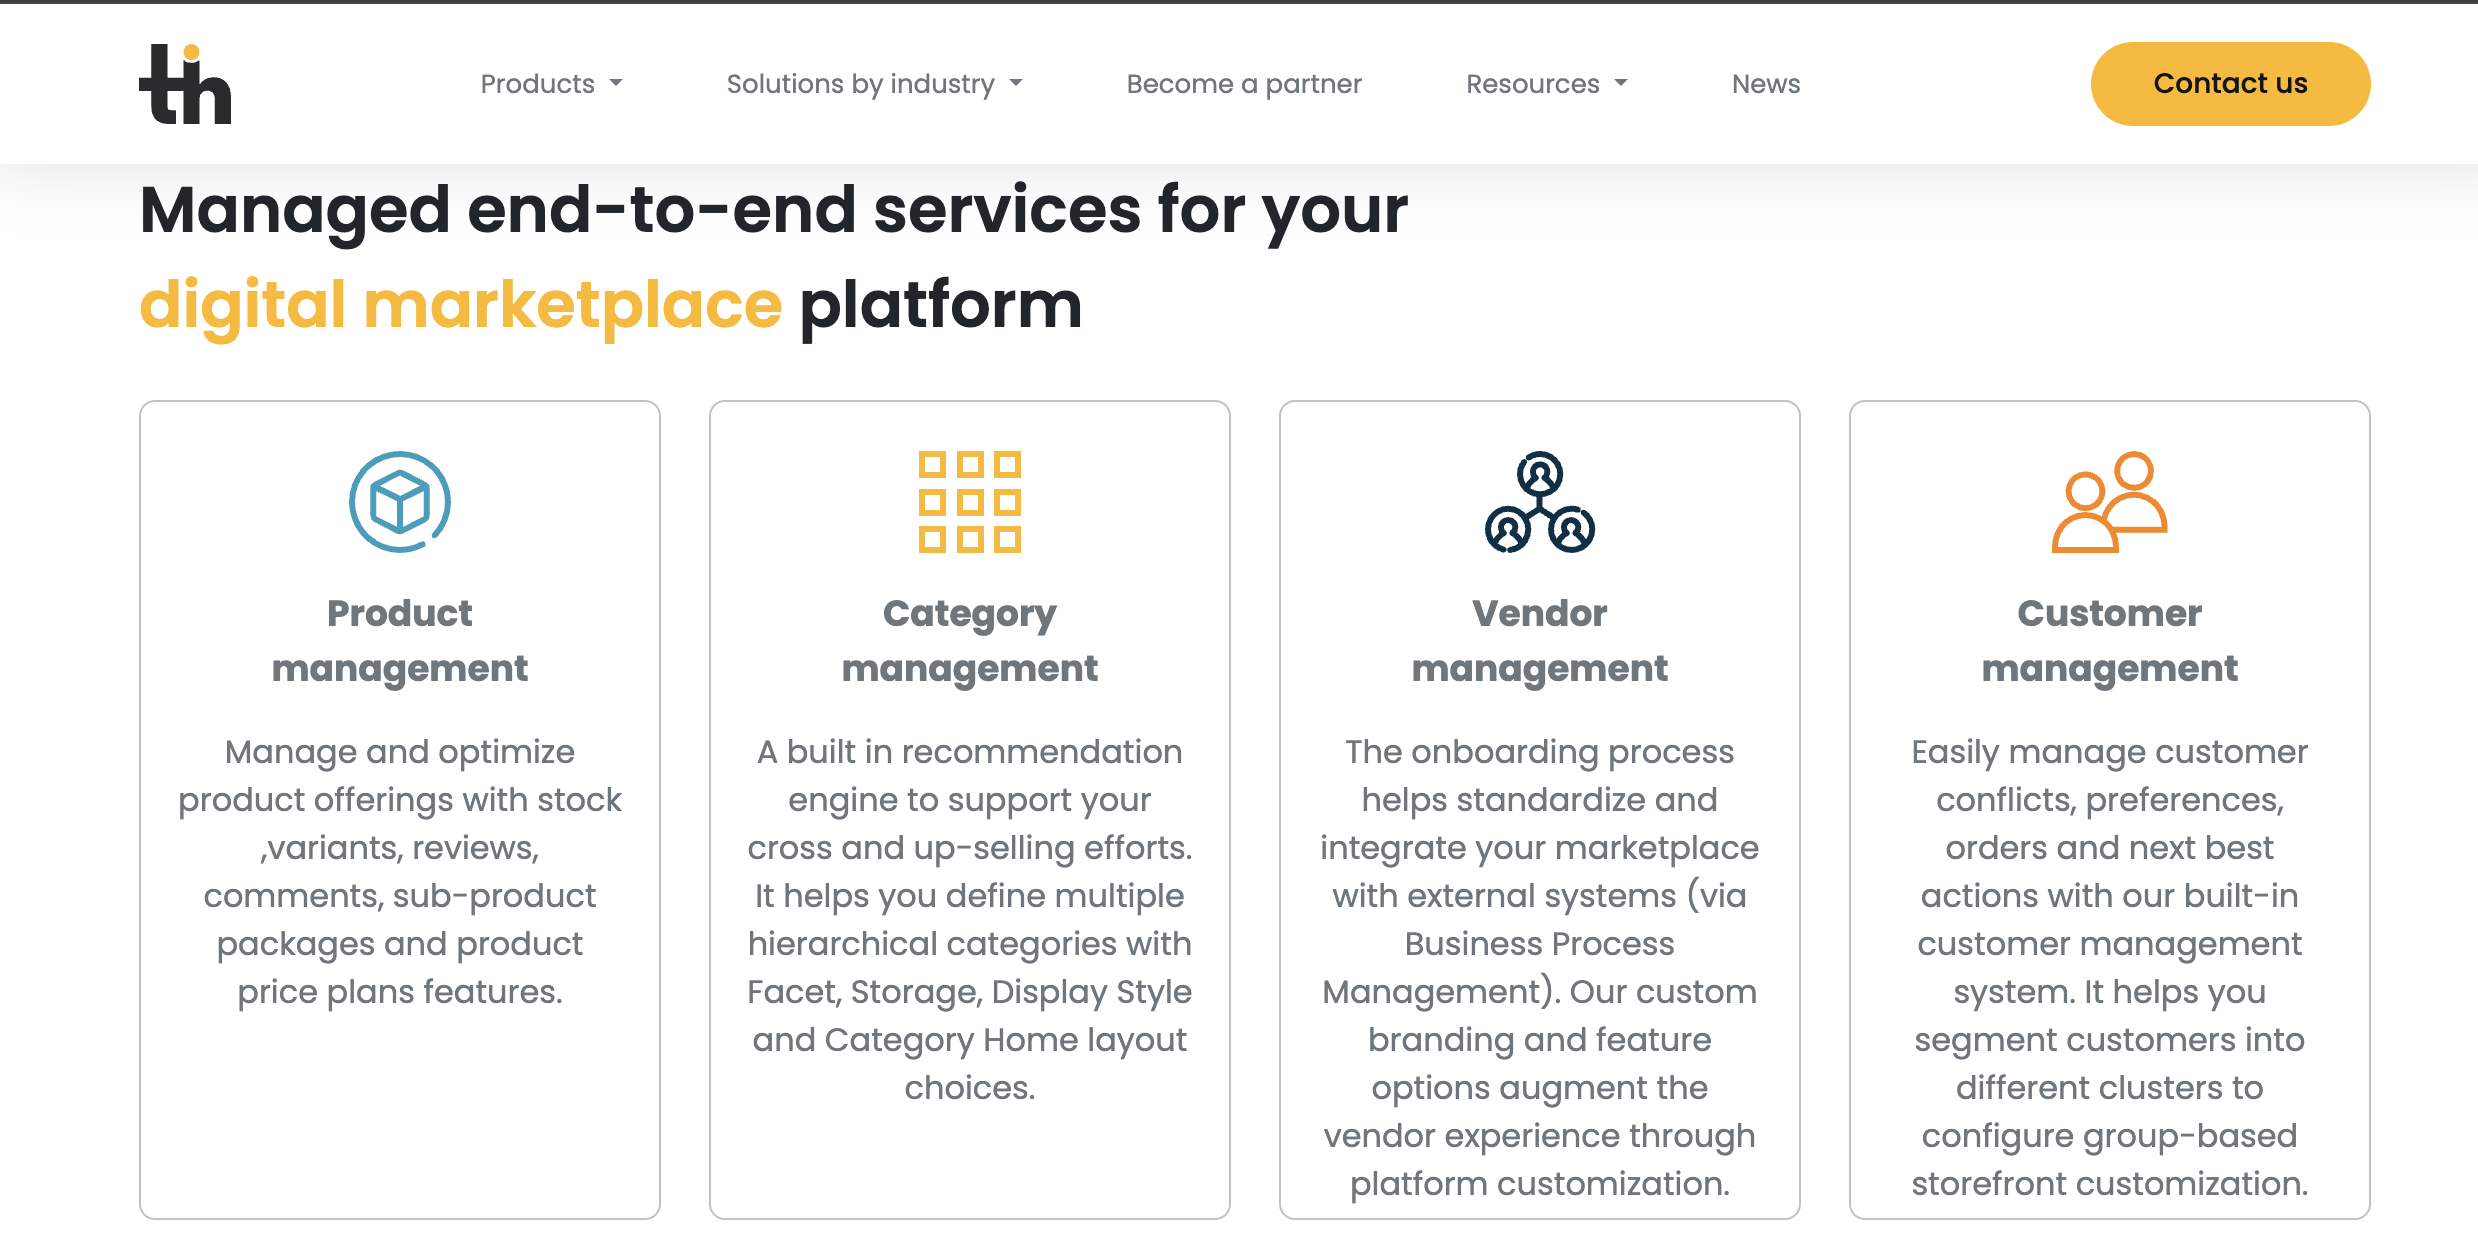 tih
Products
Solutions by industry
Become a partner
Resources
News
Contact us
Managed end-to-end services for your
digital marketplace platform
Product
management
Manage and optimize
product offerings with stock
,variants, reviews,
comments, sub-product
packages and product
price plans features.
Category
management
A built in recommendation
engine to support your
cross and up-selling efforts.
It helps you define multiple
hierarchical categories with
Facet, Storage, Display Style
and Category Home layout
choices.
Vendor
management
The onboarding process
helps standardize and
integrate your marketplace
with external systems (via
Business Process
Management). Our custom
branding and feature
options augment the
vendor experience through
platform customization.
Customer
management
Easily manage customer
conflicts, preferences,
orders and next best
actions with our built-in
customer management
system. It helps you
segment customers into
different clusters to
configure group-based
storefront customization.